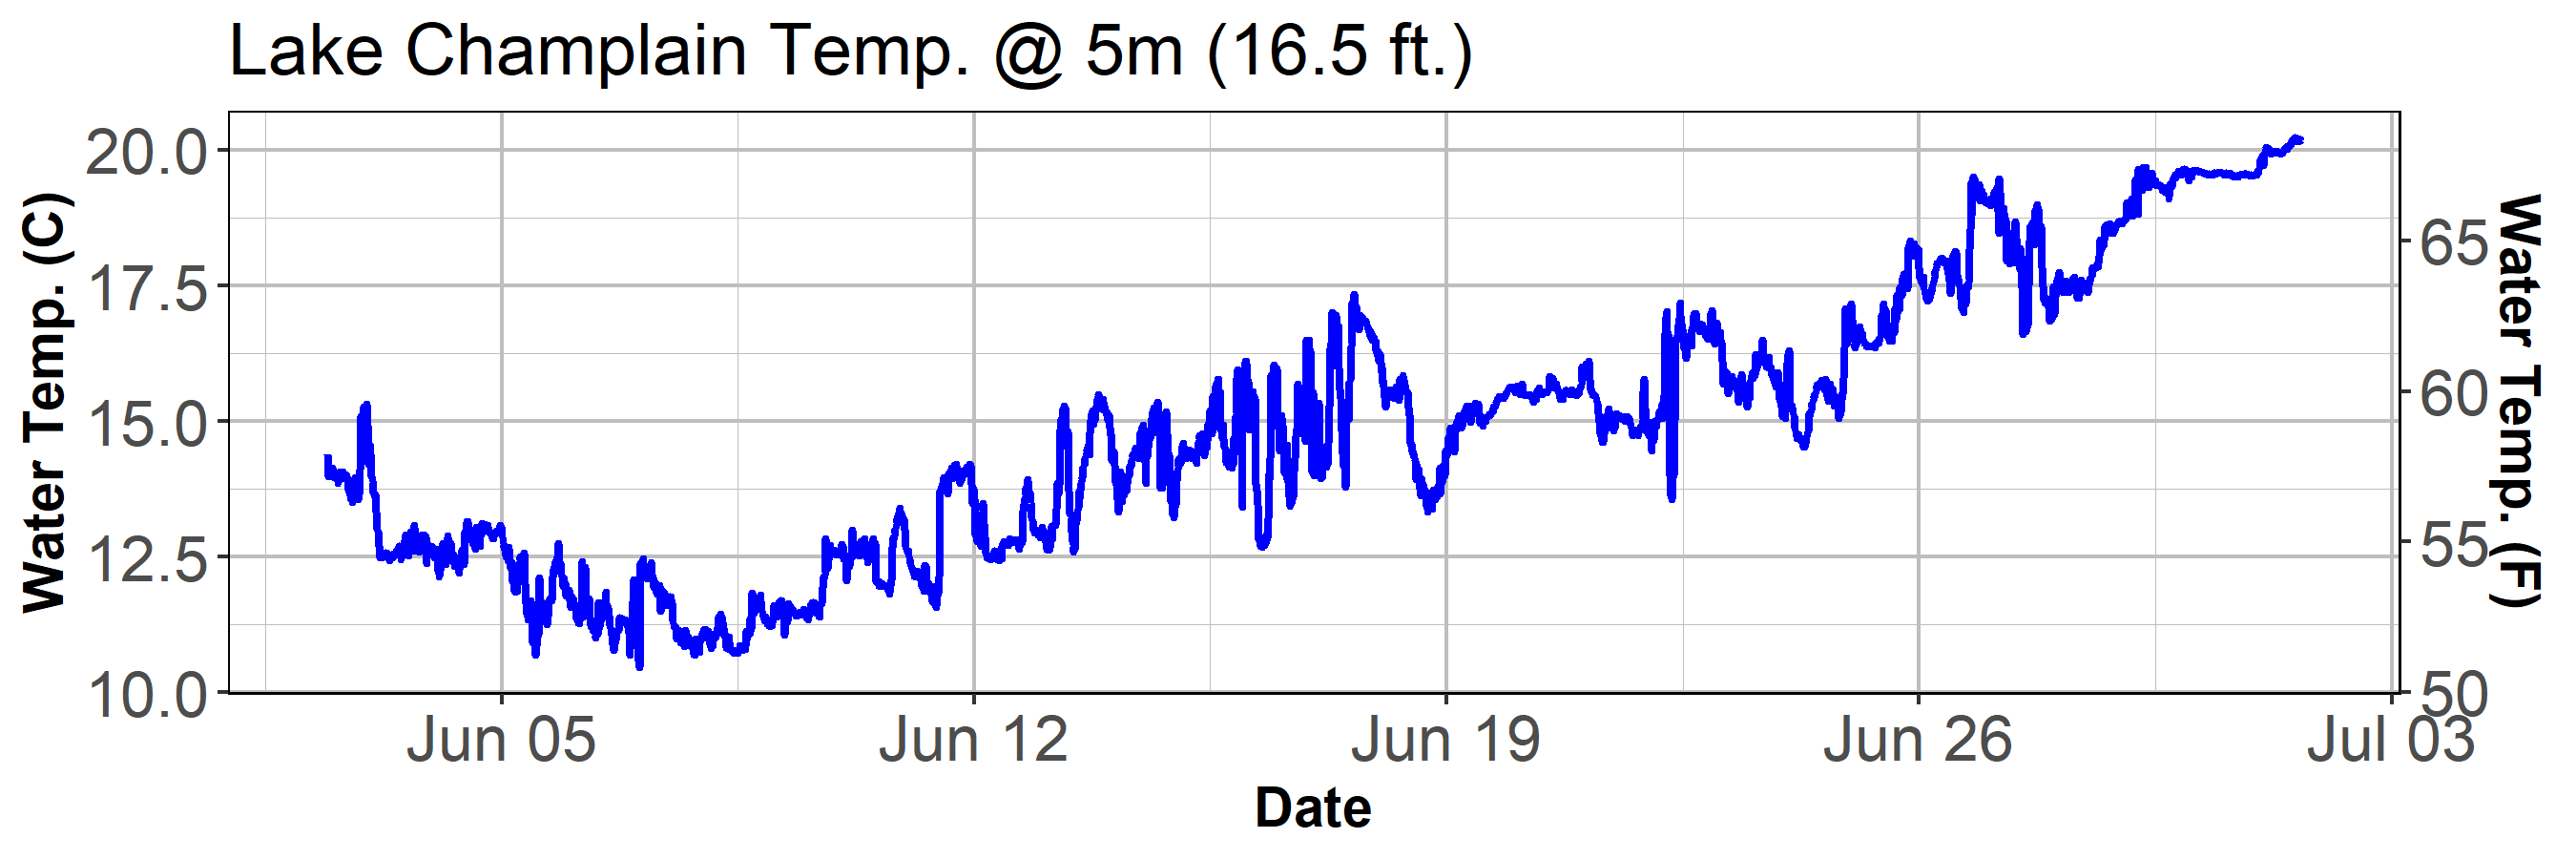 Lake Champlain Temp. @ 5m (16.5 ft.)
Water Temp. (C)
20.0
17.5
15.0
12.5
10.0
65
60
55
50
Water Temp. (F)
Jun 05 Jun 12 Jun 19 Jun 26 Jul 03
Date